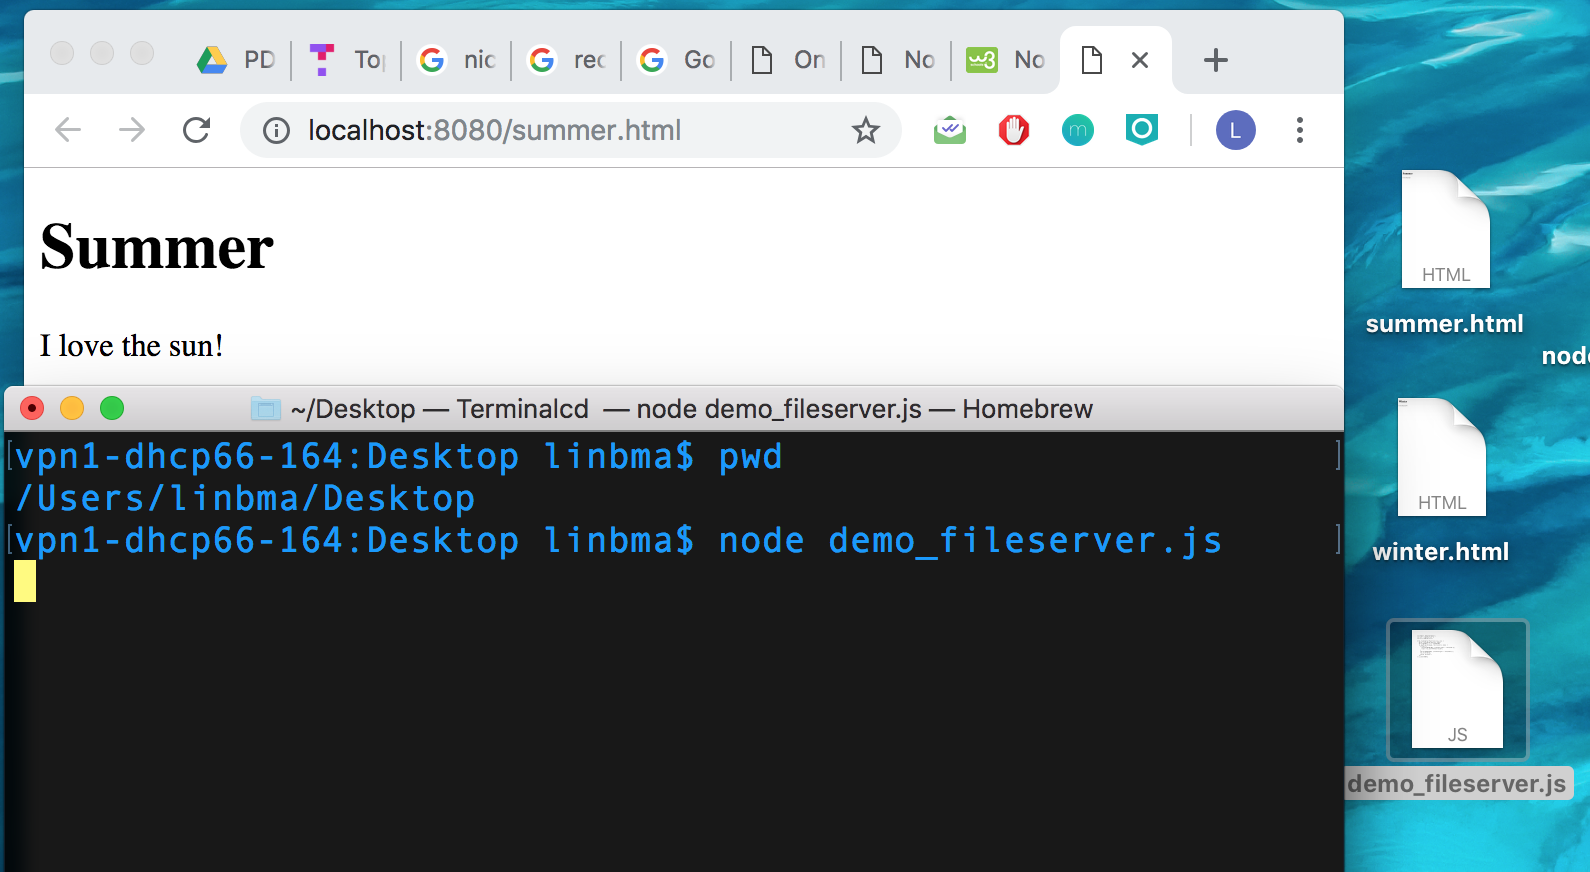 PD
To
nic
rec
Go
On
No
No
localhost:8080/summer.html
L
Summer
I love the sun!
~/Desktop — Terminalcd — node demo_fileserver.js — Homebrew
[vpn1-dhcp66-164:Desktop linbma$ pwd ]
/Users/linbma/Desktop
[vpn1-dhcp66-164:Desktop linbma$ node demo_fileserver.js ]
HTML
summer.html
node
HTML
winter.html
JS
demo_fileserver.js